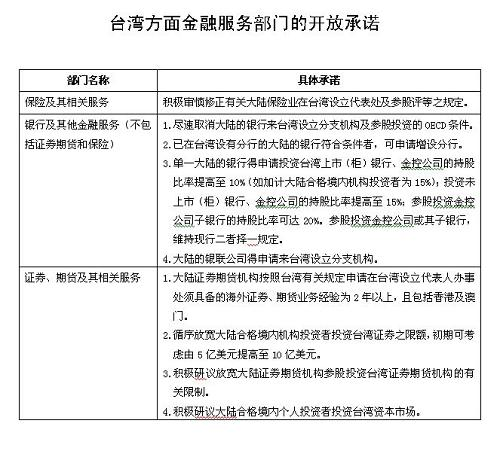 台湾方面金融服务部门的开放承诺
部门名称
具体承诺
保险及其相关服务
积极审慎修正有关大陆保险业在台湾设立代表处及参股评等之规定。
银行及其他金融服务（不包
括证券期货和保险）
1.尽速取消大陆的银行来台湾设立分支机构及参股投资的OECD条件。
2.已在台湾设有分行的大陆的银行符合条件者，可申请增设分行。
3.单一大陆的银行得申请投资台湾上市（柜）银行、金控公司的持股
比率提高至10%(如加计大陆合格境内机构投资者为15%)；投资未
上市（柜）银行、金控公司的持股比率提高至15%；参股投资金控
公司子银行的持股比率可达20%。参股投资金控公司或其子银行，
维持现行二者择一规定。
4.大陆的银联公司得申请来台湾设立分支机构。
证券、期货及其相关服务
1.大陆证券期货机构按照台湾有关规定申请在台湾设立代表人办事
处须具备的海外证券、期货业务经验为2年以上，且包括香港及澳
门。
2.循序放宽大陆合格境内机构投资者投资台湾证券之限额，初期可考
虑由5亿美元提高至10亿美元。
3.积极研议放宽大陆证券期货机构参股投资台湾证券期货机构的有
关限制。
4.积极研议大陆合格境内个人投资者投资台湾资本市场。